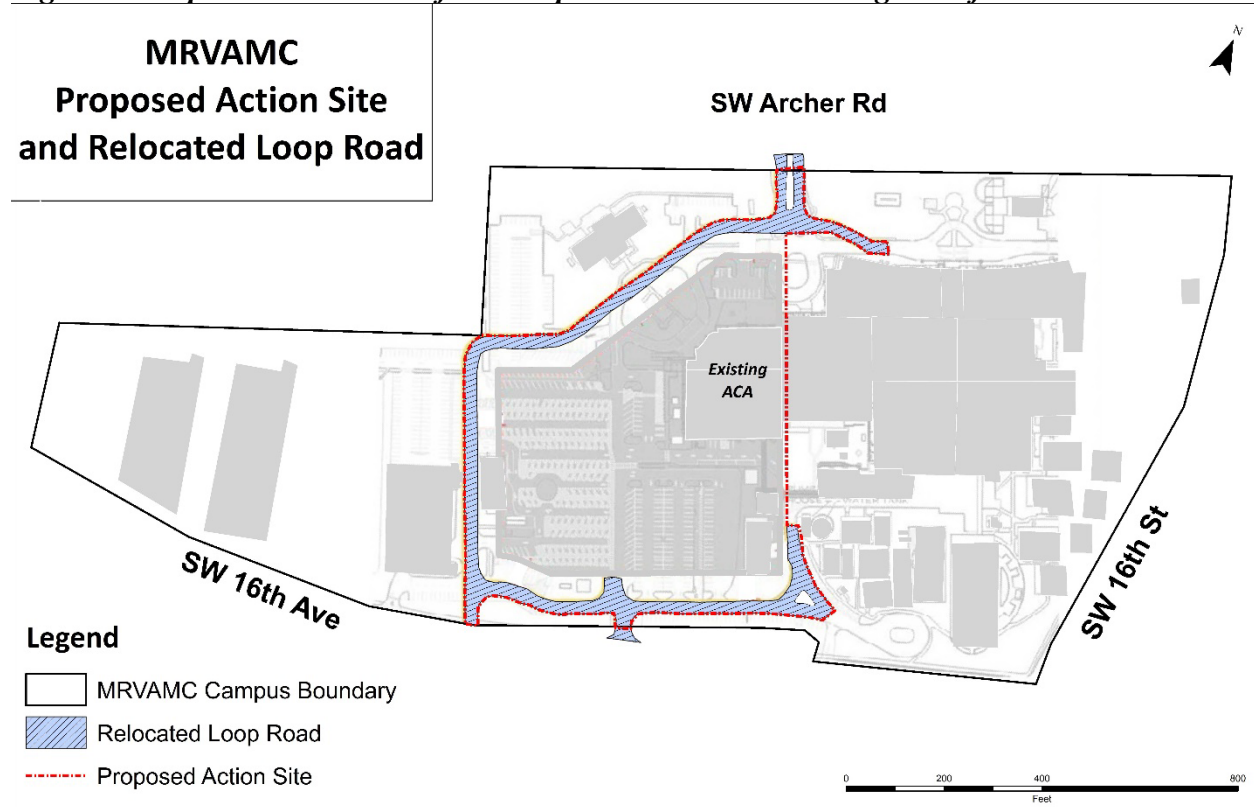 MRVAMC
Proposed Action Site
and Relocated Loop Road
N
SW Archer Rd
Existing
ACA
SW 16th Ave
SW 16th St
Legend
MRVAMC Campus Boundary
Relocated Loop Road
Proposed Action Site
0 200 400 800
Feet